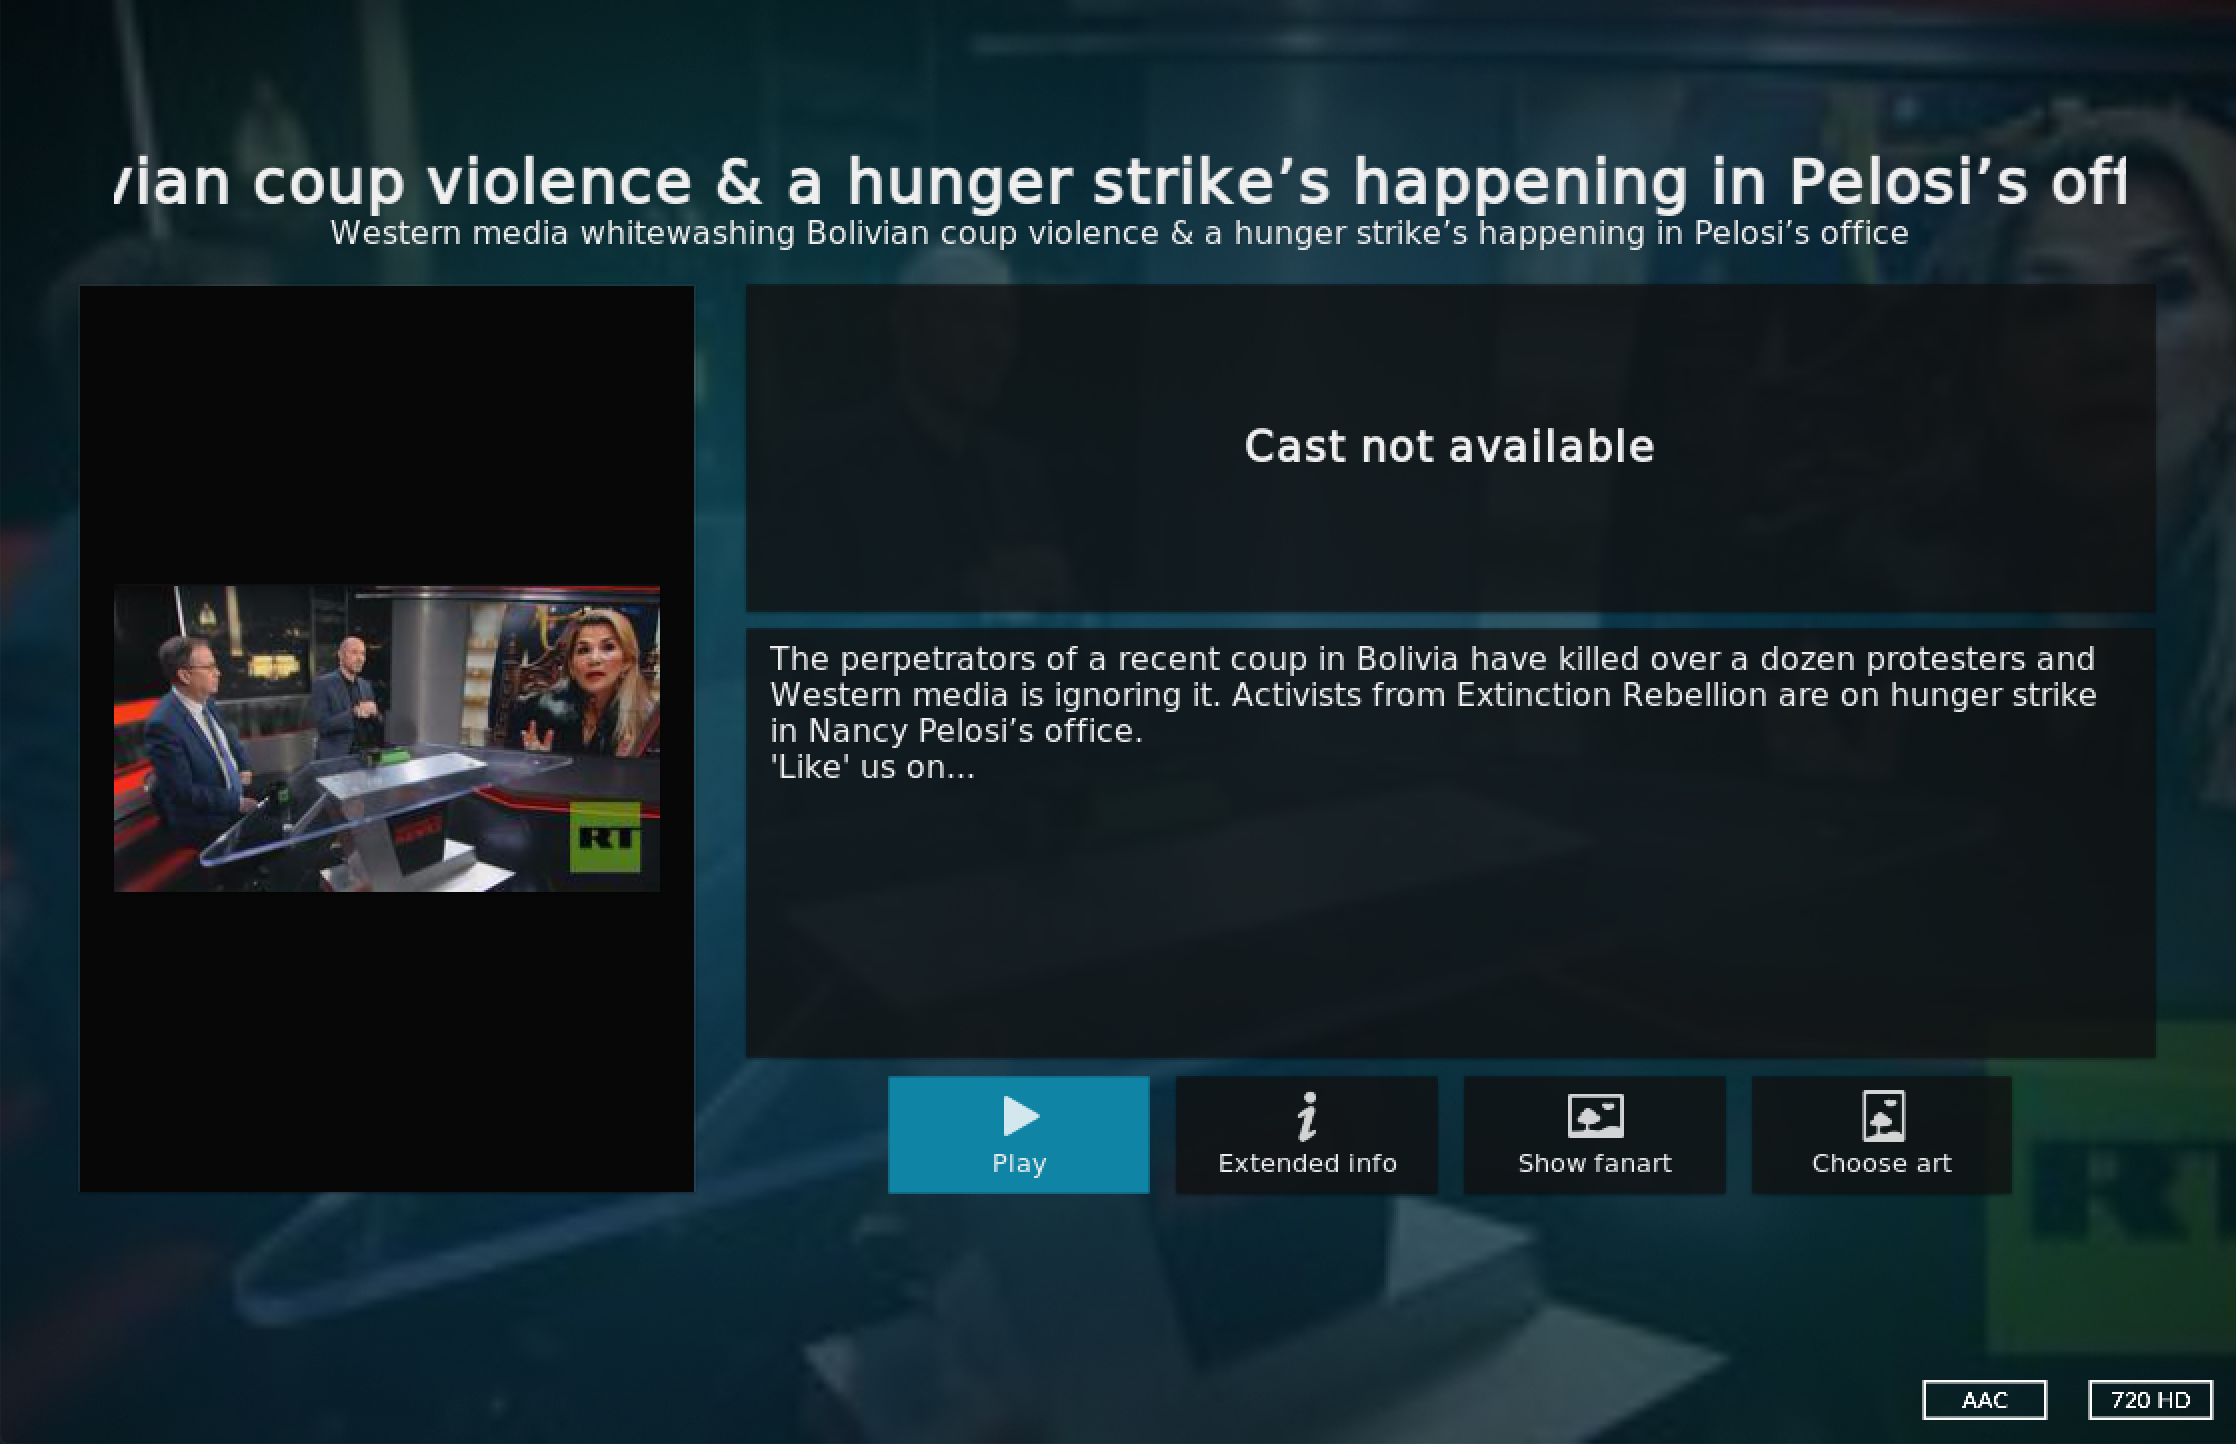 vian coup violence & a hunger strike’s happening in Pelosi’s off
Western media whitewashing Bolivian coup violence & a hunger strike’s happening in Pelosi’s office
Cast not available
The perpetrators of a recent coup in Bolivia have killed over a dozen protesters and
Western media is ignoring it. Activists from Extinction Rebellion are on hunger strike
in Nancy Pelosi’s office.
'Like' us on...
RT
Play
Extended info
Show fanart
Choose art
RT
AAC
720 HD